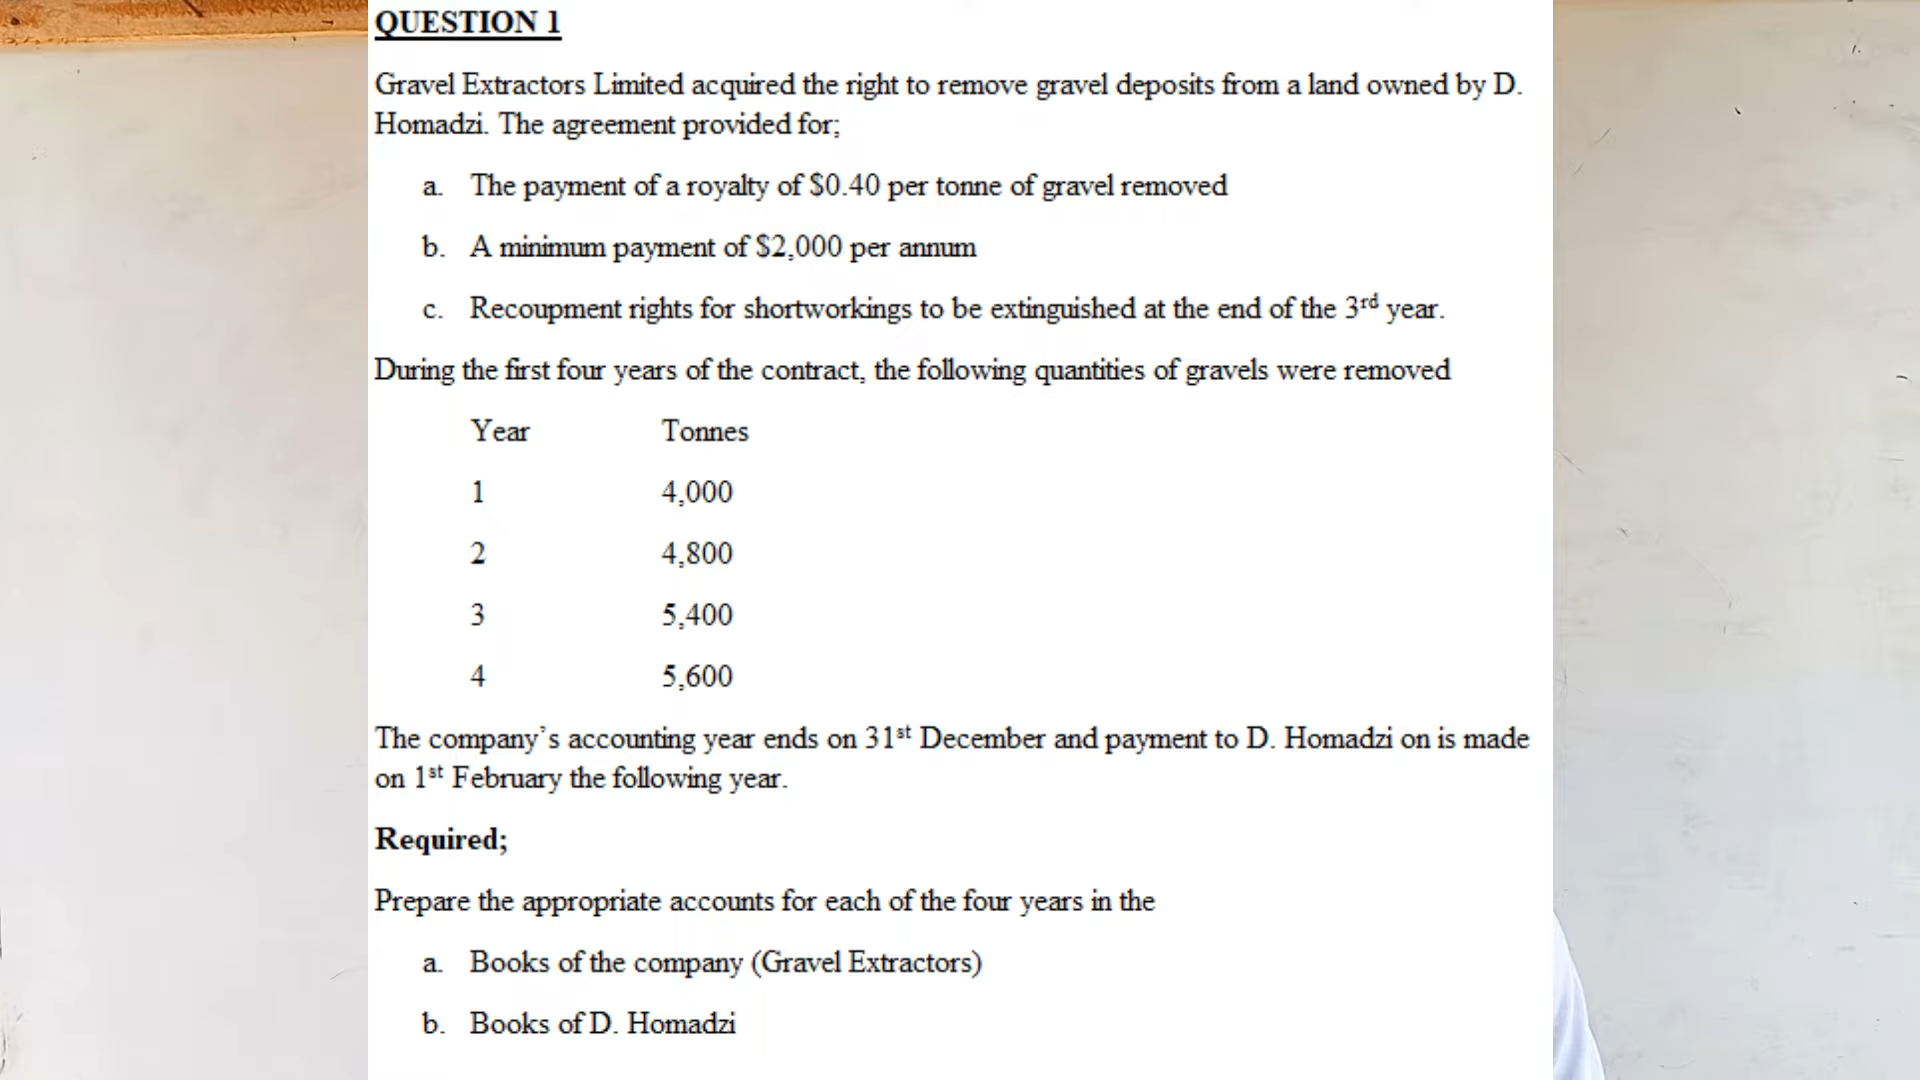 QUESTION 1
Gravel Extractors Limited acquired the right to remove gravel deposits from a land owned by D.
Homadzi. The agreement provided for;
a. The payment of a royalty of $0.40 per tonne of gravel removed
b. A minimum payment of $2,000 per annum
c. Recoupment rights for shortworkings to be extinguished at the end of the 3rd year.
During the first four years of the contract, the following quantities of gravels were removed
Year Tonnes
1 4,000
2 4,800
3 5,400
4 5,600
The company's accounting year ends on 31st December and payment to D. Homadzi on is made
on 1st February the following year.
Required;
Prepare the appropriate accounts for each of the four years in the
a. Books of the company (Gravel Extractors)
b. Books of D. Homadzi